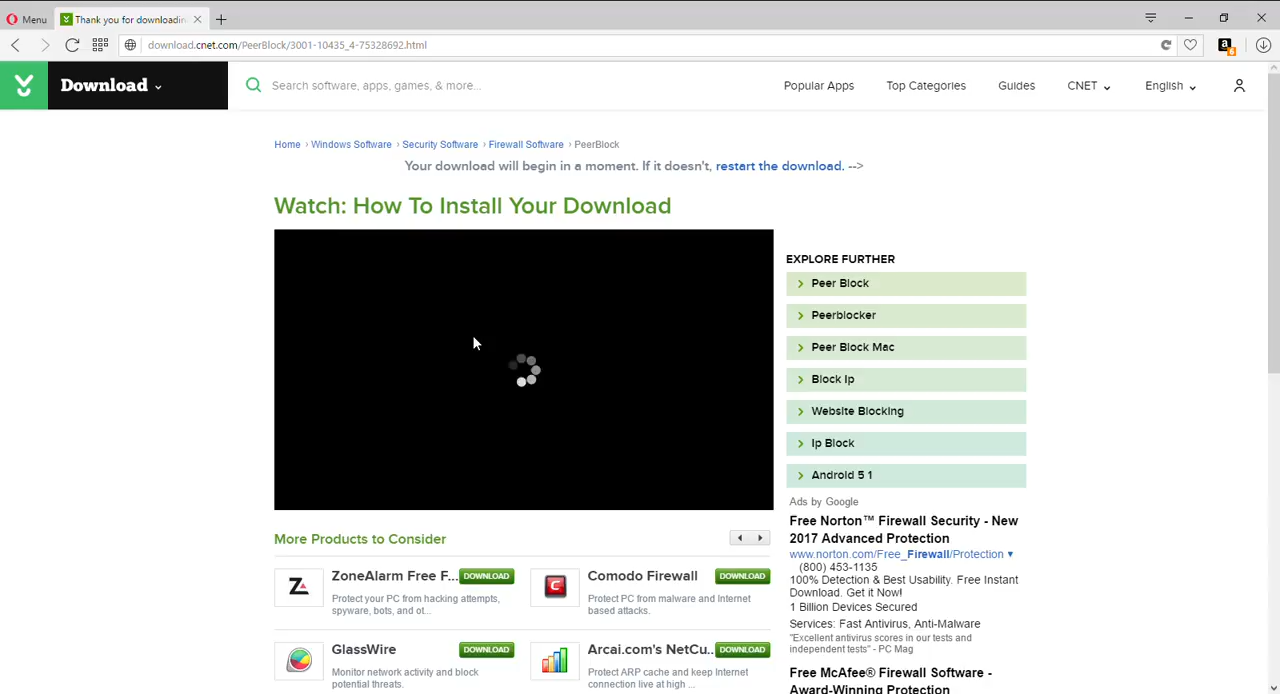 Menu
Thank you for downloadin
download.cnet.com/PeerBlock/3001-10435_4-75328692.html
Download
Search software, apps, games, & more...
Popular Apps
Top Categories
Guides
CNET
English
Home › Windows Software › Security Software › Firewall Software › PeerBlock
Your download will begin in a moment. If it doesn't, restart the download. -->
Watch: How To Install Your Download
EXPLORE FURTHER
Peer Block
Peerblocker
Peer Block Mac
Block Ip
Website Blocking
Ip Block
Android 5 1
Ads by Google
Free Norton™ Firewall Security - New
2017 Advanced Protection
www.norton.com/Free_Firewall/Protection ▼
(800) 453-1135
100% Detection & Best Usability. Free Instant
Download. Get it Now!
1 Billion Devices Secured
Services: Fast Antivirus, Anti-Malware
"Excellent antivirus scores in our tests and
independent tests" - PC Mag
Free McAfee® Firewall Software -
Award-Winning Protection
More Products to Consider
ZoneAlarm Free F...
DOWNLOAD
Protect your PC from hacking attempts,
spyware, bots, and ot...
Comodo Firewall
DOWNLOAD
Protect PC from malware and Internet
based attacks.
GlassWire
DOWNLOAD
Monitor network activity and block
potential threats.
Arcai.com's NetCu...
DOWNLOAD
Protect ARP cache and keep Internet
connection live at high ...